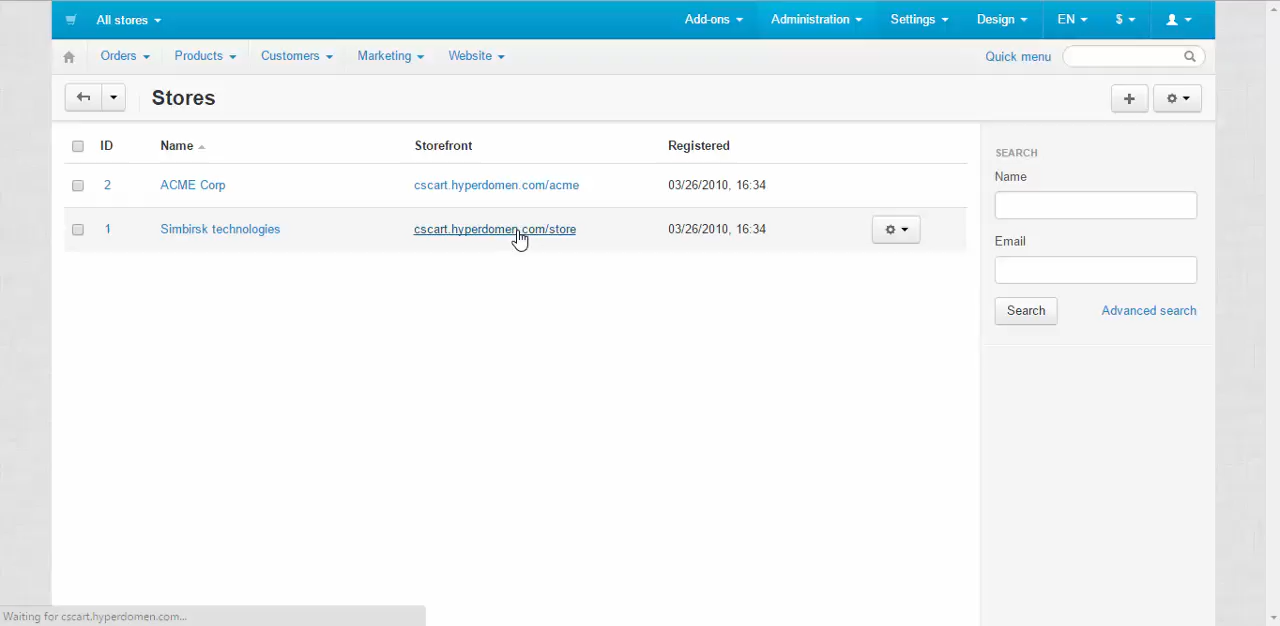 All stores Add-ons Administration Settings Design EN $
Orders Products Customers Marketing Website Quick menu
Stores
ID Name Storefront Registered
2 ACME Corp cscart.hyperdomen.com/acme 03/26/2010, 16:34
1 Simbirsk technologies cscart.hyperdomen.com/store 03/26/2010, 16:34
SEARCH
Name
Email
Search Advanced search
Waiting for cscart.hyperdomen.com...